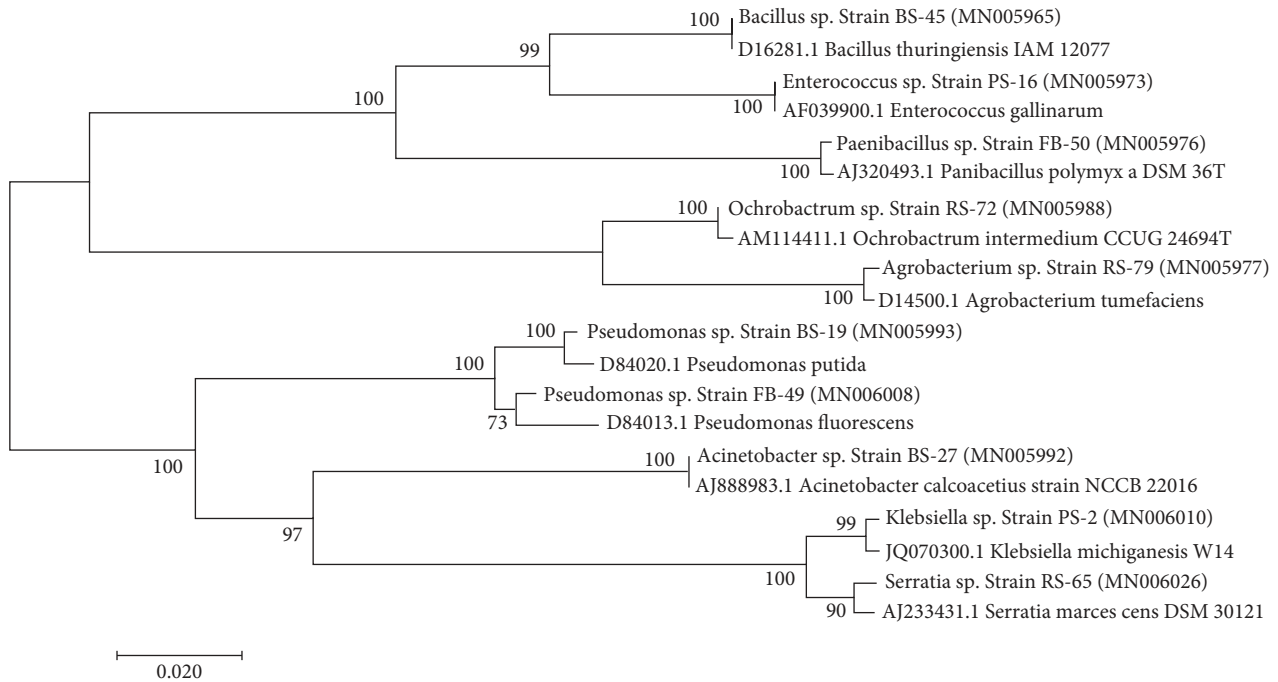 100
Bacillus sp. Strain BS-45 (MN005965)
99
D16281.1 Bacillus thuringiensis IAM 12077
Enterococcus sp. Strain PS-16 (MN005973)
100
100
AF039900.1 Enterococcus gallinarum
Paenibacillus sp. Strain FB-50 (MN005976)
100
AJ320493.1 Panibacillus polymyx a DSM 36T
100
Ochrobactrum sp. Strain RS-72 (MN005988)
AM114411.1 Ochrobactrum intermedium CCUG 24694T
Agrobacterium sp. Strain RS-79 (MN005977)
100
D14500.1 Agrobacterium tumefaciens
100
Pseudomonas sp. Strain BS-19 (MN005993)
100
D84020.1 Pseudomonas putida
Pseudomonas sp. Strain FB-49 (MN006008)
73
D84013.1 Pseudomonas fluorescens
100
100
Acinetobacter sp. Strain BS-27 (MN005992)
AJ888983.1 Acinetobacter calcoacetius strain NCCB 22016
97
99
Klebsiella sp. Strain PS-2 (MN006010)
JQ070300.1 Klebsiella michiganesis W14
100
Serratia sp. Strain RS-65 (MN006026)
90
AJ233431.1 Serratia marces cens DSM 30121
0.020